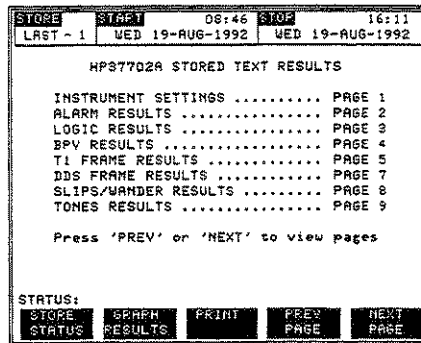 STORE START 08:46 STOP 16:11
LAST - 1 WED 19-AUG-1992 WED 19-AUG-1992
HP37702A STORED TEXT RESULTS
INSTRUMENT SETTINGS .......... PAGE 1
ALARM RESULTS ................ PAGE 2
LOGIC RESULTS ................ PAGE 3
BPV RESULTS .................. PAGE 4
T1 FRAME RESULTS ............. PAGE 5
DDS FRAME RESULTS ............ PAGE 7
SLIPS/WANDER RESULTS ......... PAGE 8
TONES RESULTS ................ PAGE 9
Press 'PREV' or 'NEXT' to view pages
STATUS:
STORE STATUS
GRAPH RESULTS
PRINT
PREV PAGE
NEXT PAGE